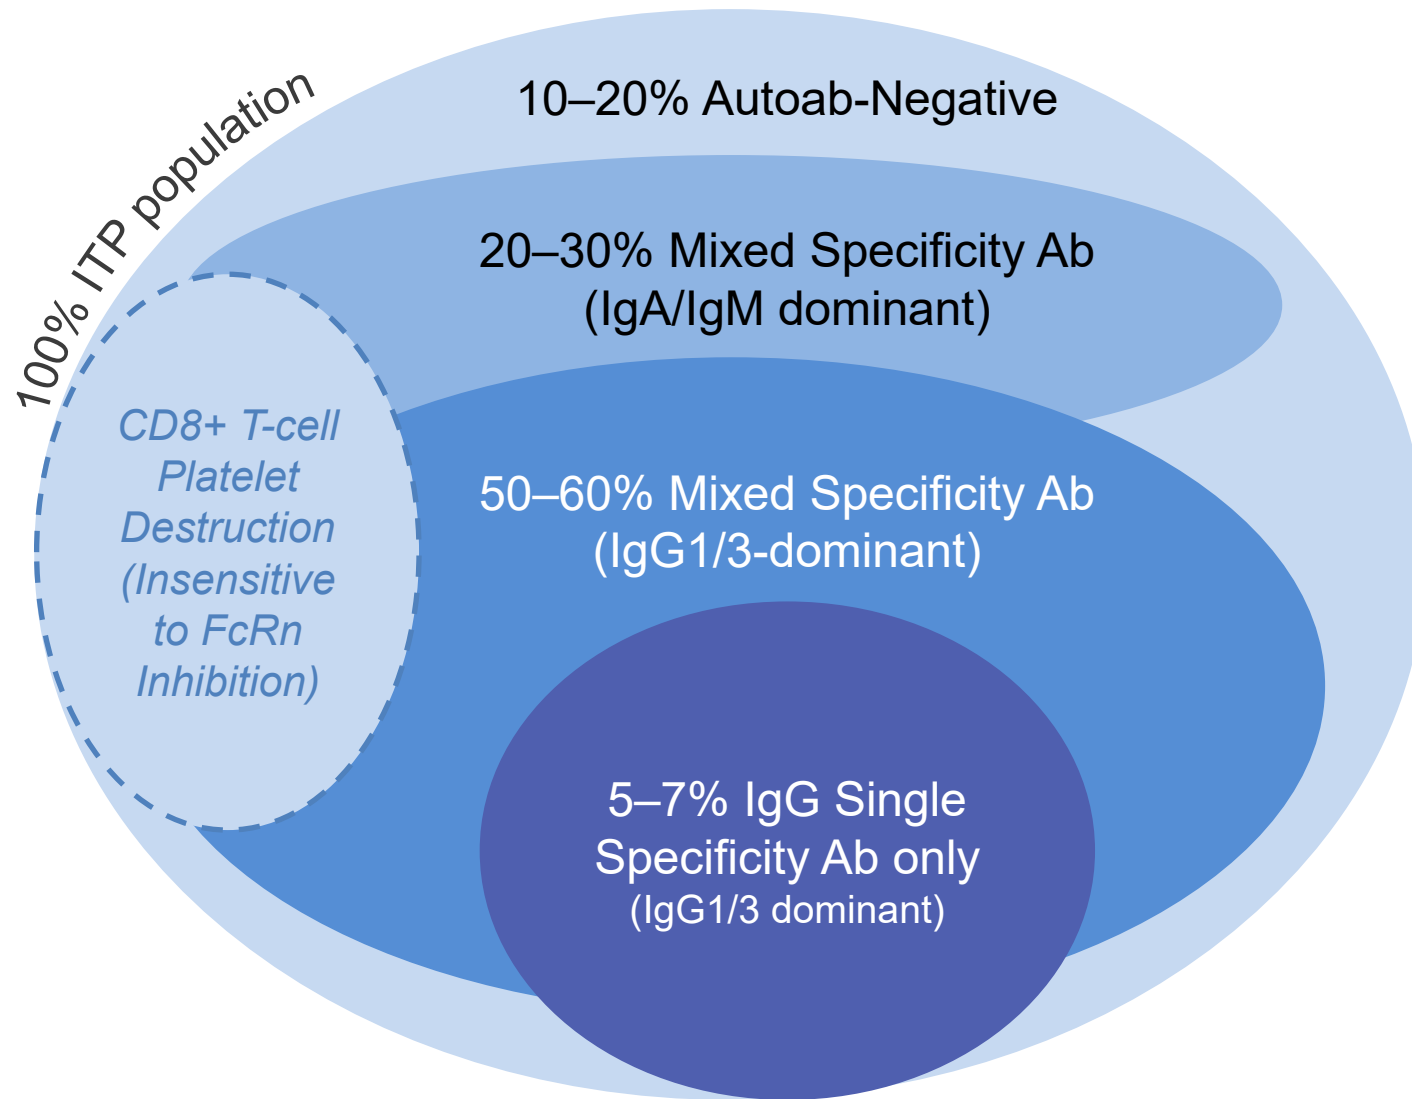 100% ITP population
10–20% Autoab-Negative
20–30% Mixed Specificity Ab
(IgA/IgM dominant)
CD8+ T-cell
Platelet
Destruction
(Insensitive
to FcRn
Inhibition)
50–60% Mixed Specificity Ab
(IgG1/3-dominant)
5–7% IgG Single
Specificity Ab only
(IgG1/3 dominant)